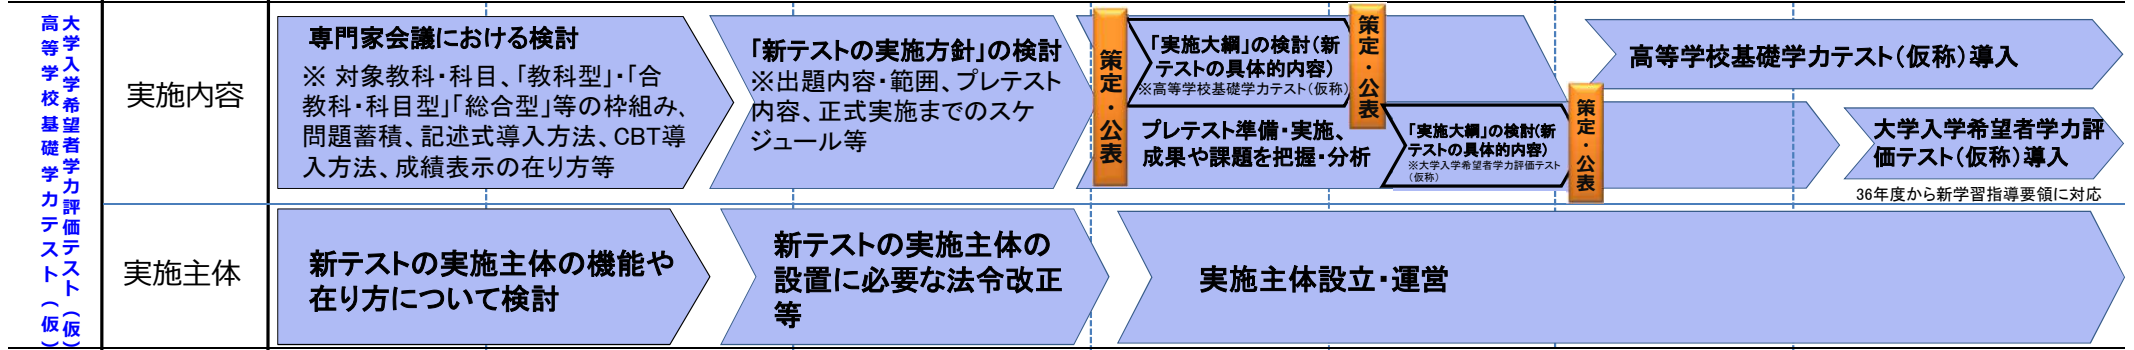 大学入学希望者学力評価テスト(仮)
高等学校基礎学力テスト(仮)
実施内容
専門家会議における検討
※ 対象教科・科目、「教科型」・「合
教科・科目型」「総合型」等の枠組み、
問題蓄積、記述式導入方法、CBT導
入方法、成績表示の在り方等
「新テストの実施方針」の検討
※出題内容・範囲、プレテスト
内容、正式実施までのスケ
ジュール等
策定・公表
「実施大綱」の検討(新
テストの具体的内容)
※高等学校基礎学力テスト(仮称)
策定・公表
プレテスト準備・実施、
成果や課題を把握・分析
「実施大綱」の検討(新
テストの具体的内容)
※大学入学希望者学力評価テスト
(仮称)
策定・公表
高等学校基礎学力テスト(仮称)導入
大学入学希望者学力評
価テスト(仮称)導入
36年度から新学習指導要領に対応
実施主体
新テストの実施主体の機能や
在り方について検討
新テストの実施主体の
設置に必要な法令改正
等
実施主体設立・運営